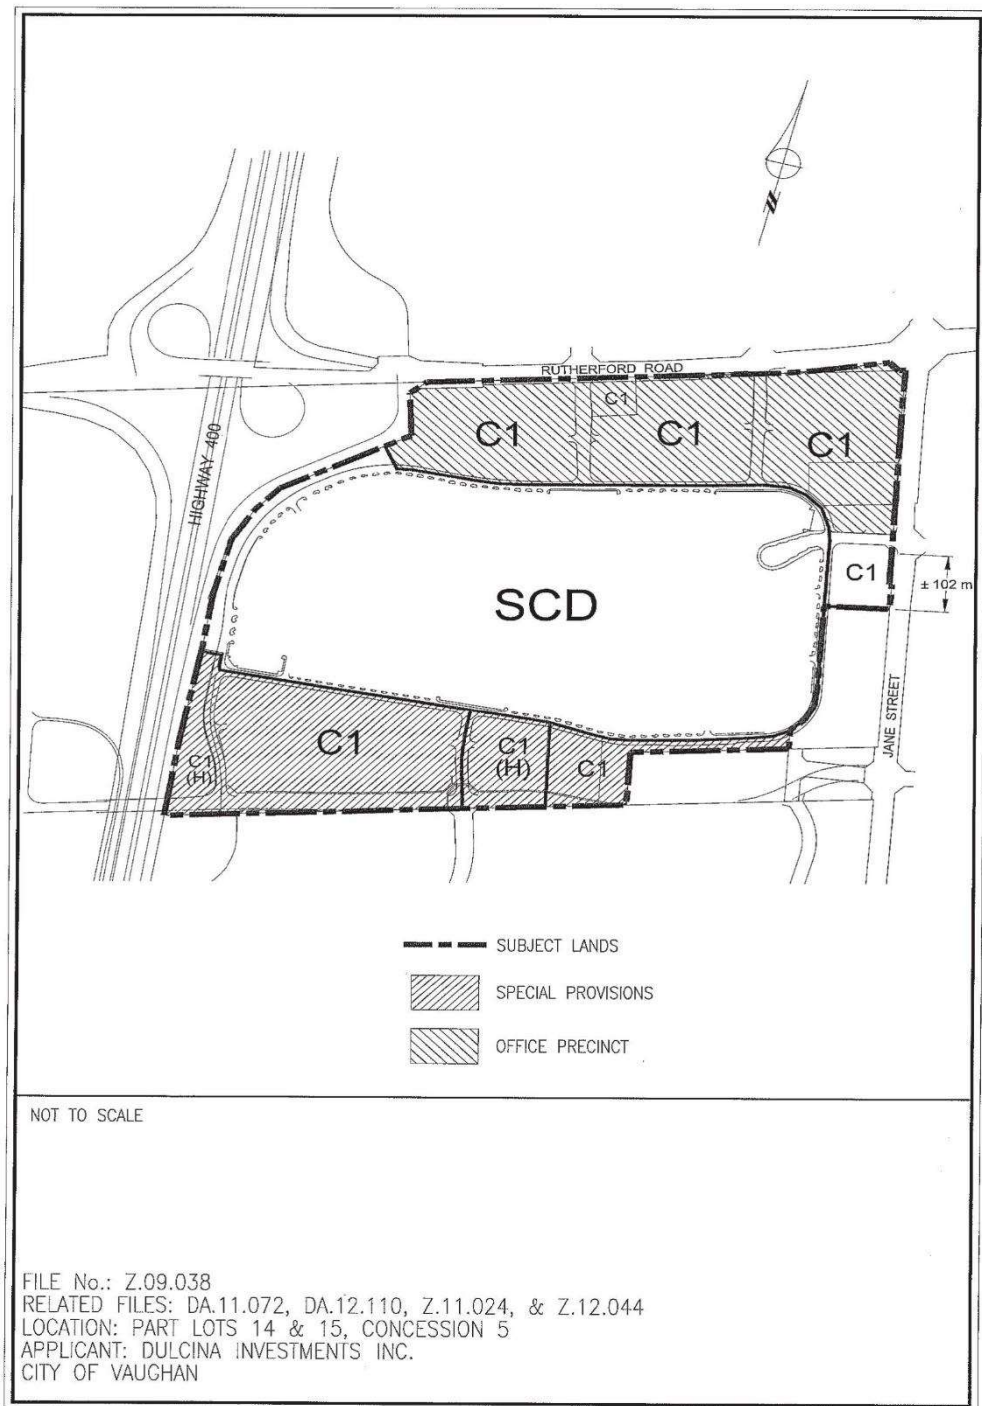 RUTHERFORD ROAD
HIGHWAY 400
C1
C1
C1
C1
SCD
C1
± 102 m
JANE STREET
C1
(H)
C1
C1
(H)
C1
SUBJECT LANDS
SPECIAL PROVISIONS
OFFICE PRECINCT
NOT TO SCALE
FILE No.: Z.09.038
RELATED FILES: DA.11.072, DA.12.110, Z.11.024, & Z.12.044
LOCATION: PART LOTS 14 & 15, CONCESSION 5
APPLICANT: DULCINA INVESTMENTS INC.
CITY OF VAUGHAN